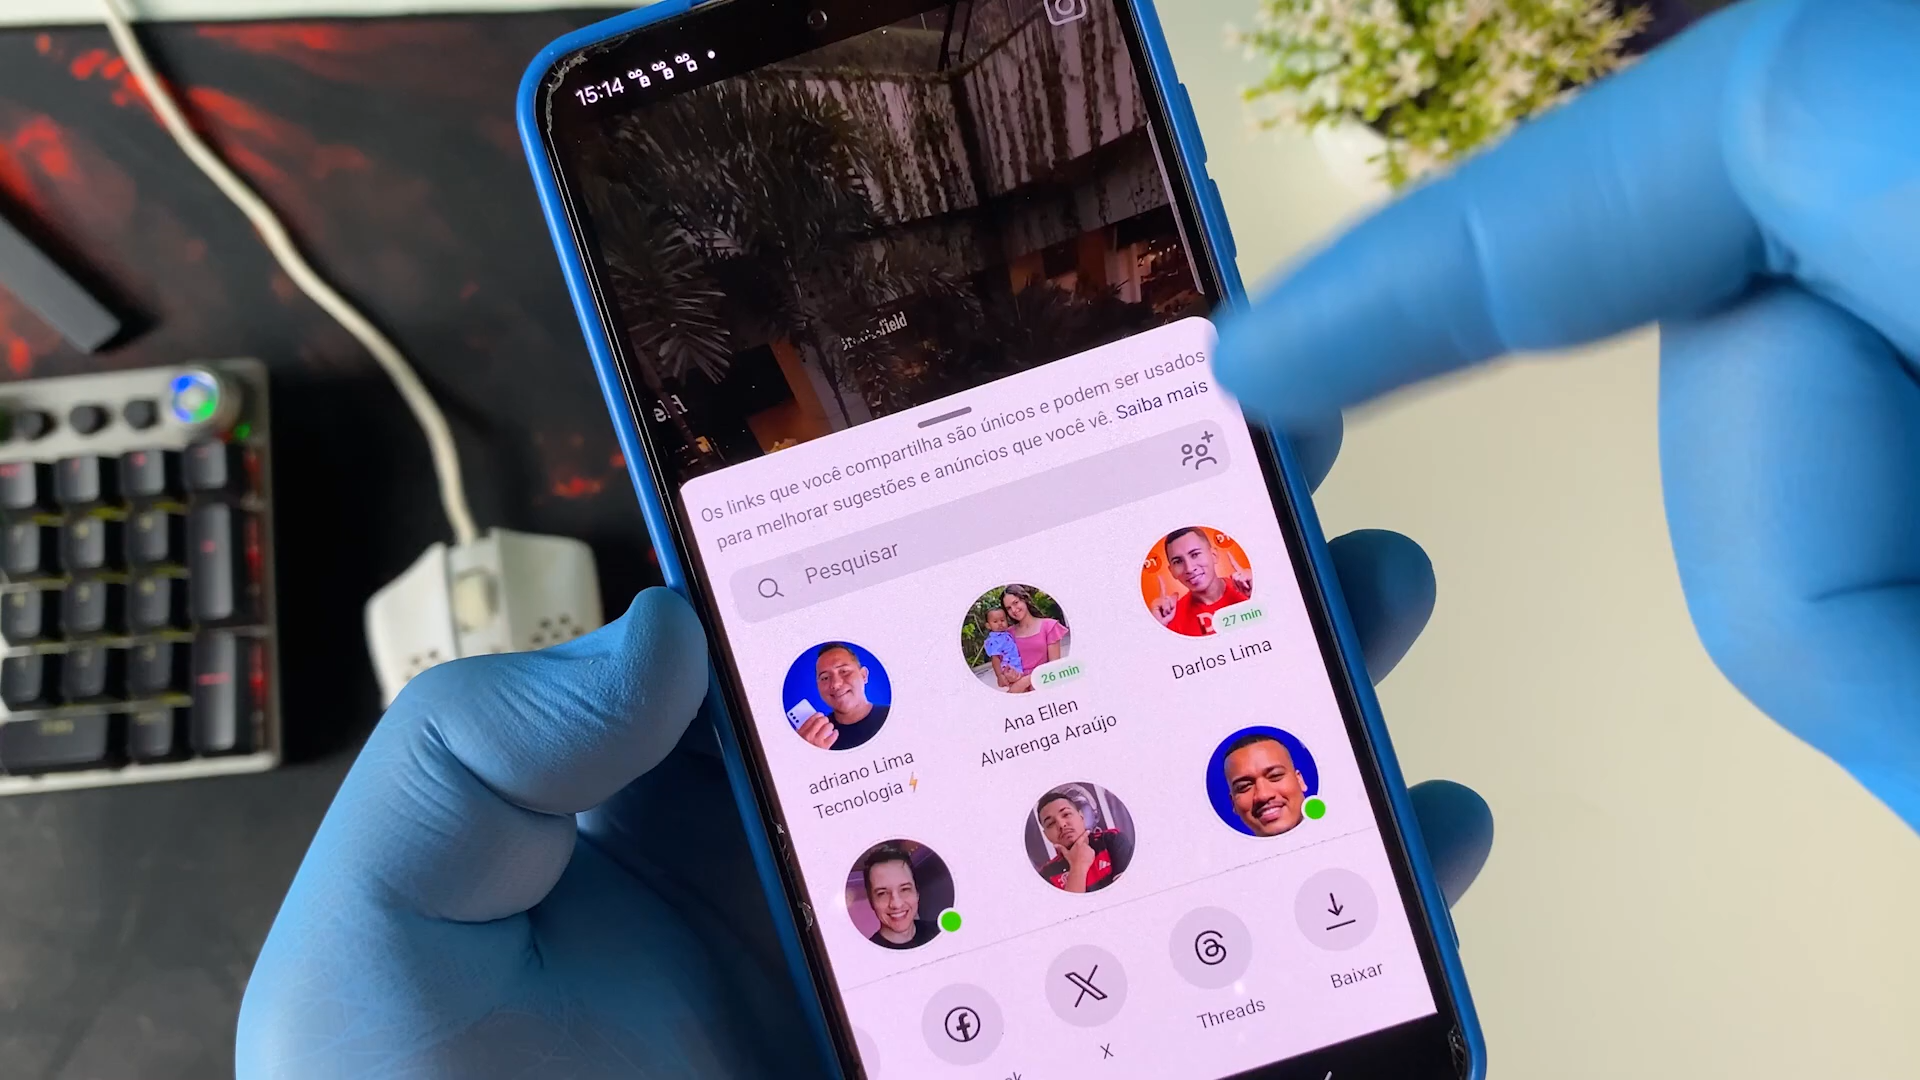 15:14
Os links que você compartilha são únicos e podem ser usados
para melhorar sugestões e anúncios que você vê. Saiba mais
Pesquisar
27 min
Darlos Lima
26 min
Ana Ellen
Alvarenga Araújo
adriano Lima
Tecnologia⚡
Baixar
Threads
X